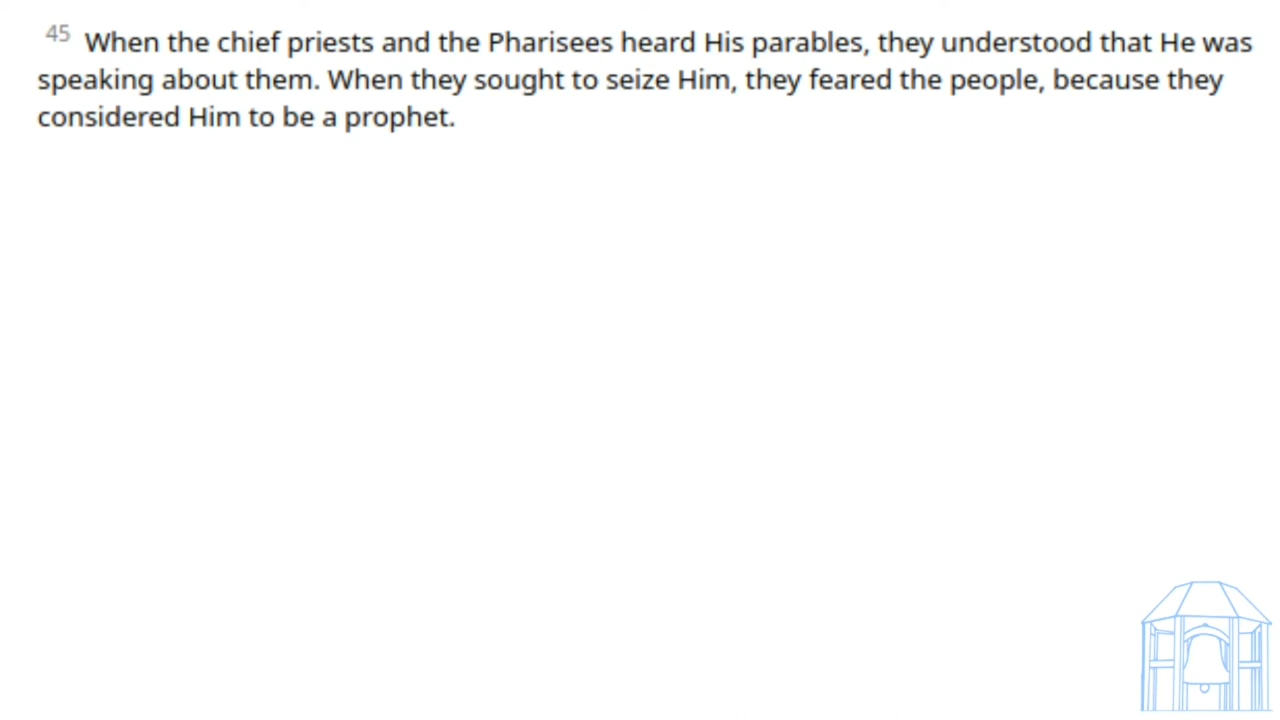 45 When the chief priests and the Pharisees heard His parables, they understood that He was
speaking about them. When they sought to seize Him, they feared the people, because they
considered Him to be a prophet.